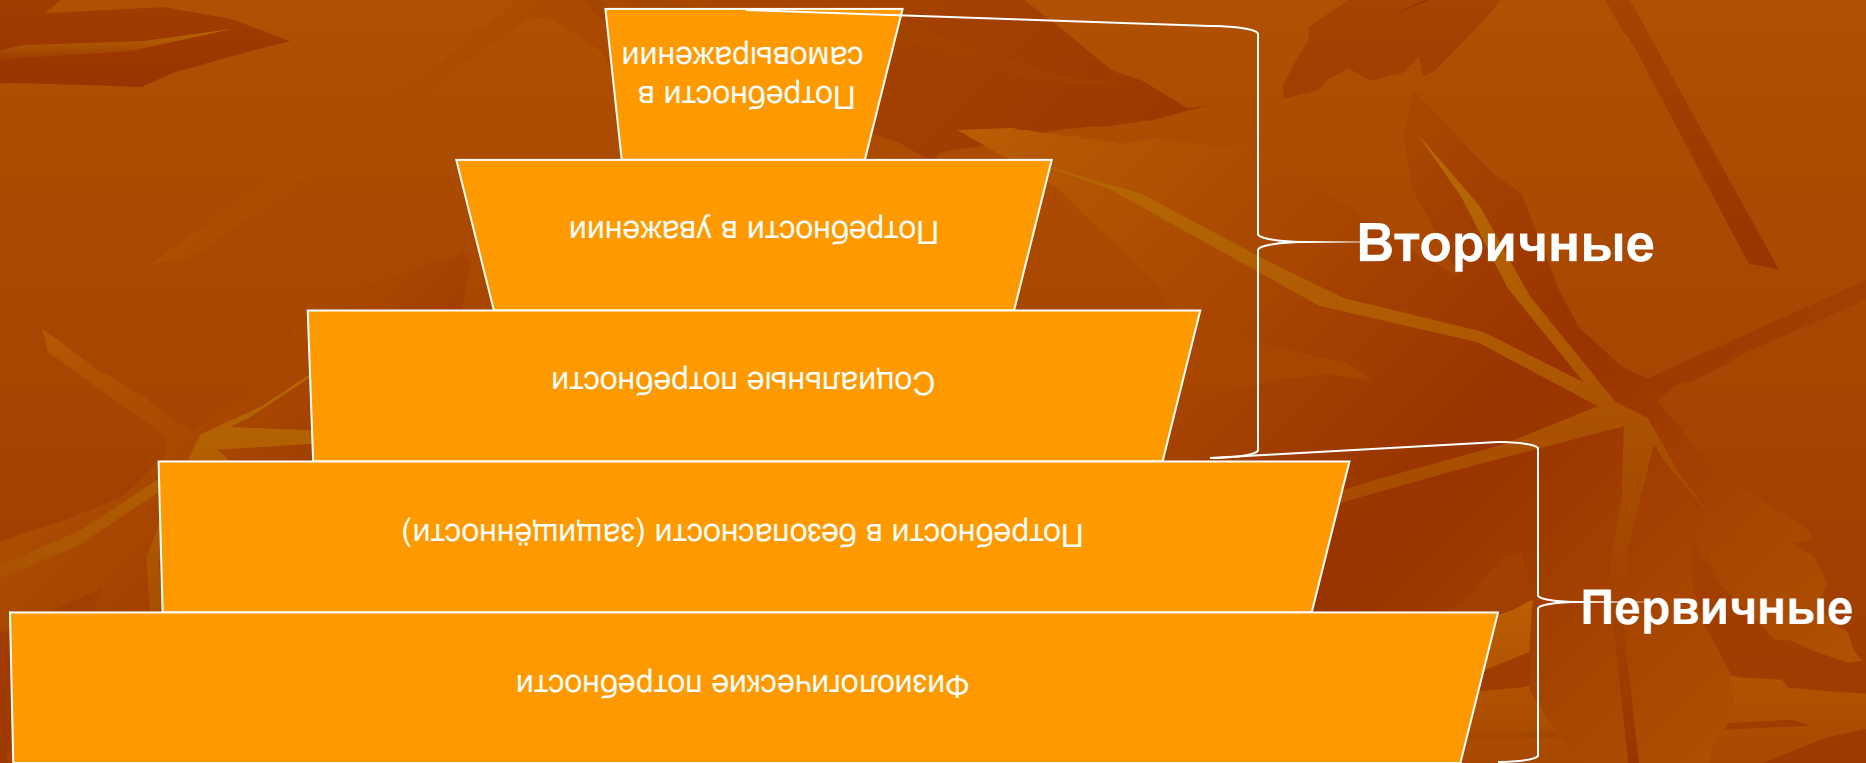 Потребности в
самовыражении
Потребности в уважении
Социальные потребности
Потребности в безопасности (защищённости)
Физиологические потребности
Вторичные
Первичные